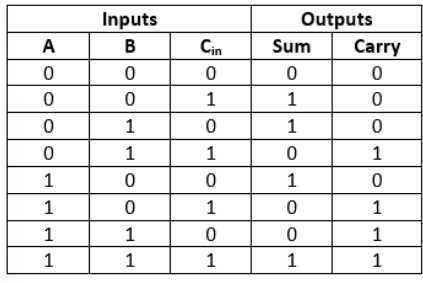 Inputs Outputs
A B Cin Sum Carry
0 0 0 0 0
0 0 1 1 0
0 1 0 1 0
0 1 1 0 1
1 0 0 1 0
1 0 1 0 1
1 1 0 0 1
1 1 1 1 1